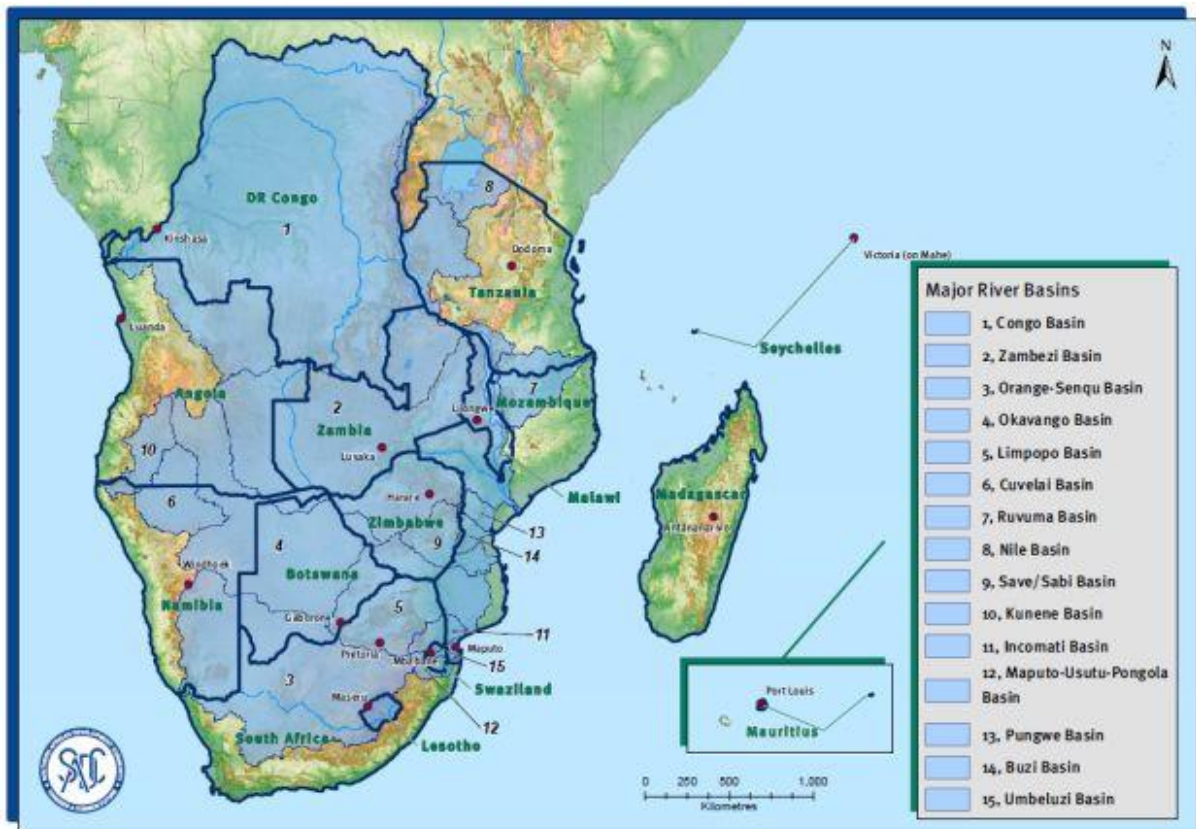 N
DR Congo
1
8
Kinshasa
Dodoma
Victoria (on Mahe)
Tanzania
Luanda
Seychelles
Angola
2
7
Mozambique
Lilongwe
Zambia
Lusaka
10
Malawi
6
Harare
Madagascar
Zimbabwe
Antananarivo
13
4
9
14
Botswana
Windhoek
Namibia
5
Gaborone
11
Pretoria
Mbabane
Maputo
15
3
Swaziland
Maseru
12
South Africa
Lesotho
Port Louis
Mauritius
SADC
0 250 500 1,000
Kilometres
Major River Basins
1, Congo Basin
2, Zambezi Basin
3, Orange-Senqu Basin
4, Okavango Basin
5, Limpopo Basin
6, Cuvelai Basin
7, Ruvuma Basin
8, Nile Basin
9, Save/Sabi Basin
10, Kunene Basin
11, Incomati Basin
12, Maputo-Usutu-Pongola
Basin
13, Pungwe Basin
14, Buzi Basin
15, Umbeluzi Basin